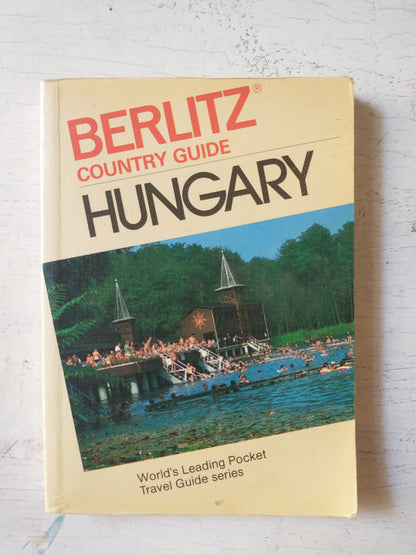 BERLITZ®
COUNTRY GUIDE
HUNGARY
World's Leading Pocket
Travel Guide series